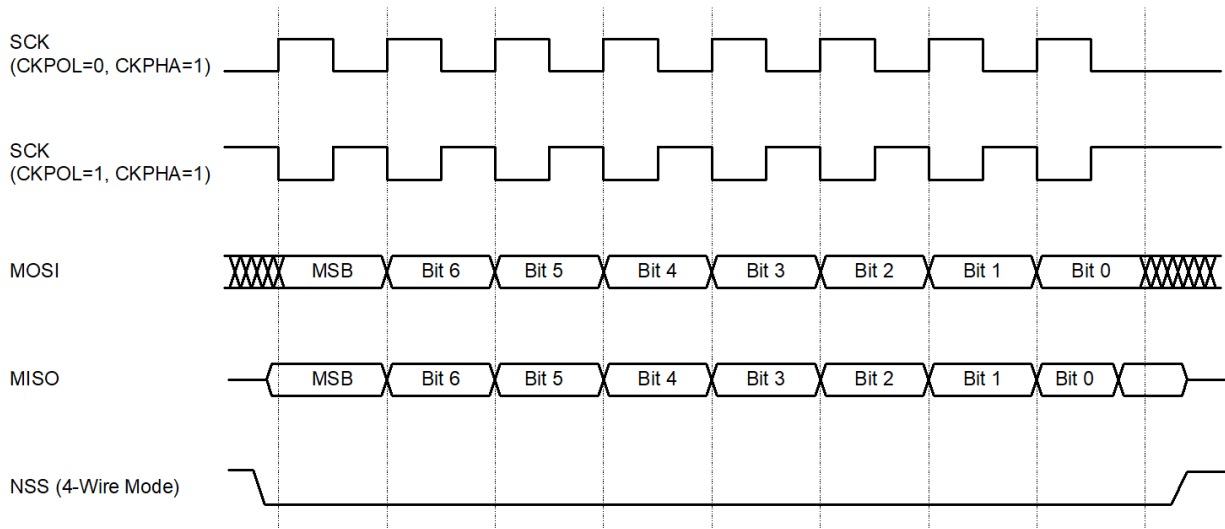 SCK
(CKPOL=0, CKPHA=1)
SCK
(CKPOL=1, CKPHA=1)
MOSI
MSB Bit 6 Bit 5 Bit 4 Bit 3 Bit 2 Bit 1 Bit 0
MISO
MSB Bit 6 Bit 5 Bit 4 Bit 3 Bit 2 Bit 1 Bit 0
NSS (4-Wire Mode)